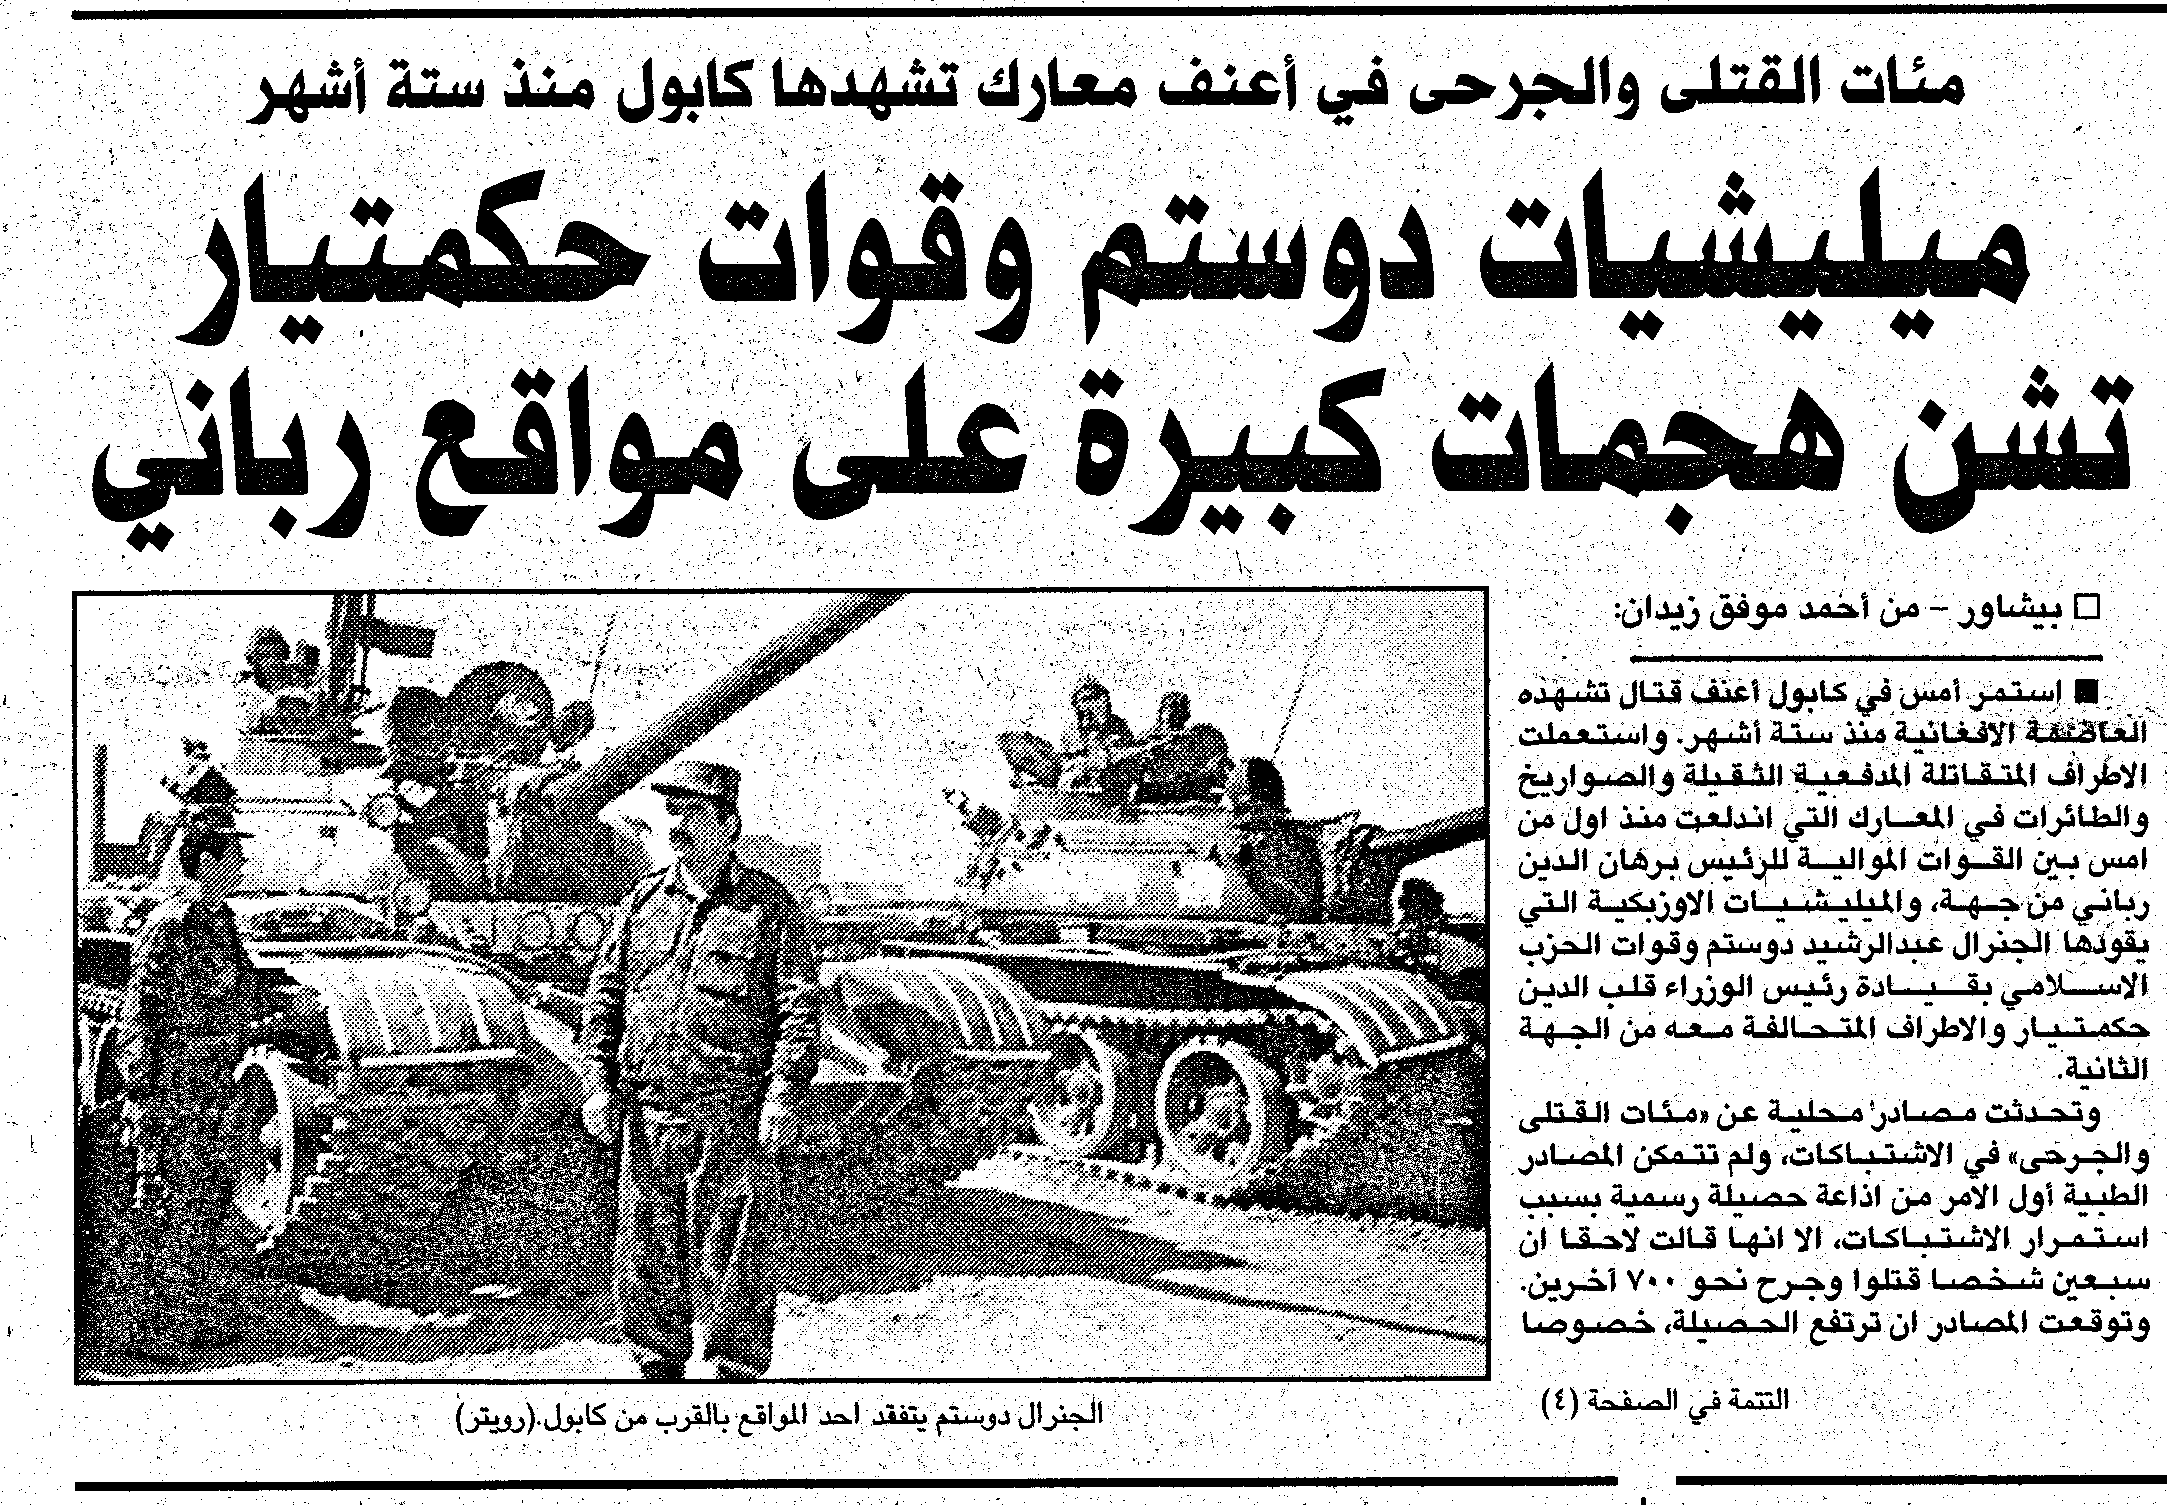 مئات القتلى والجرحى في أعنف معارك تشهدها كابول منذ ستة أشهر
ميليشيات دوستم وقوات حكمتيار
تشن هجمات كبيرة على مواقع رباني
□ بيشاور – من أحمد موفق زيدان:
■ استمر أمس في كابول أعنف قتال تشهده
العاصمة الافغانية منذ ستة أشهر. واستعملت
الاطراف المتقاتلة المدفعية الثقيلة والصواريخ
والطائرات في المعارك التي اندلعت منذ اول من
امس بين القوات الموالية للرئيس برهان الدين
رباني من جهة، والميليشيات الاوزبكية التي
يقودها الجنرال عبدالرشيد دوستم وقوات الحزب
الاسلامي بقيادة رئيس الوزراء قلب الدين
حكمتيار والاطراف المتحالفة معه من الجهة
الثانية.
وتحدثت مصادر محلية عن «مئات القتلى
والجرحى» في الاشتباكات، ولم تتمكن المصادر
الطبية أول الامر من اذاعة حصيلة رسمية بسبب
استمرار الاشتباكات، الا انها قالت لاحقا ان
سبعين شخصا قتلوا وجرح نحو ٧٠٠ آخرين.
وتوقعت المصادر ان ترتفع الحصيلة، خصوصا
التتمة في الصفحة (٤)
الجنرال دوستم يتفقد احد المواقع بالقرب من كابول.(رويتر)